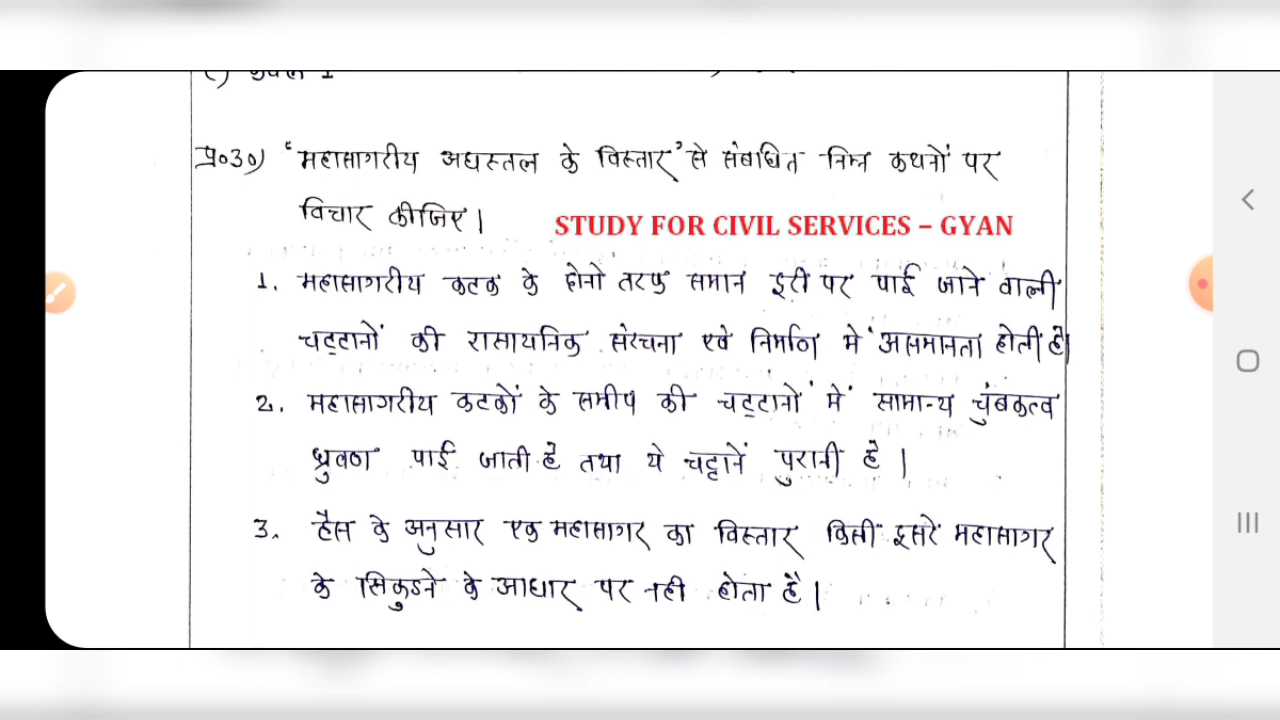 प्र०30) “महासागरीय अधस्तल के विस्तार” से संबंधित निम्न कथनों पर
विचार कीजिए।
STUDY FOR CIVIL SERVICES – GYAN
1. महासागरीय कटक के दोनो तरफ समान दूरी पर पाई जाने वाली
चट्टानों की रासायनिक संरचना एवं निर्माण में असमानता होती है।
2. महासागरीय कटकों के समीप की चट्टानों में सामान्य चुंबकत्व
ध्रुवण पाई जाती है तथा ये चट्टानें पुरानी है।
3. हैस के अनुसार एक महासागर का विस्तार किसी दूसरे महासागर
के सिकुडने के आधार पर नही होता है।